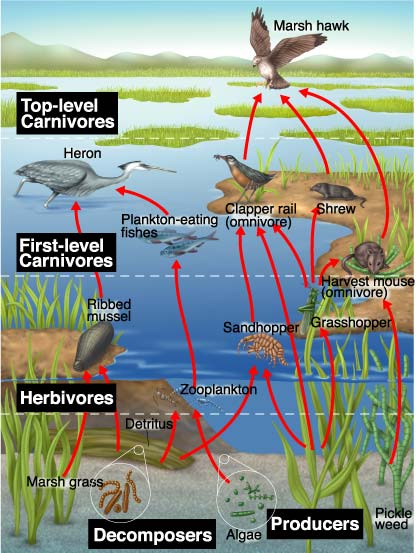 Marsh hawk
Top-level
Carnivores
Heron
Plankton-eating
fishes
Clapper rail
(omnivore)
Shrew
First-level
Carnivores
Harvest mouse
(omnivore)
Ribbed
mussel
Sandhopper
Grasshopper
Zooplankton
Herbivores
Detritus
Marsh grass
Decomposers
Algae
Producers
Pickle
weed